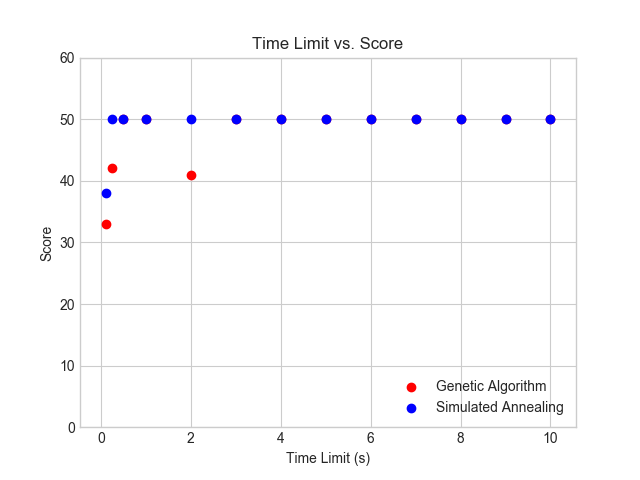 Time Limit vs. Score
60
50
40
30
20
10
0
Score
0 2 4 6 8 10
Time Limit (s)
Genetic Algorithm
Simulated Annealing